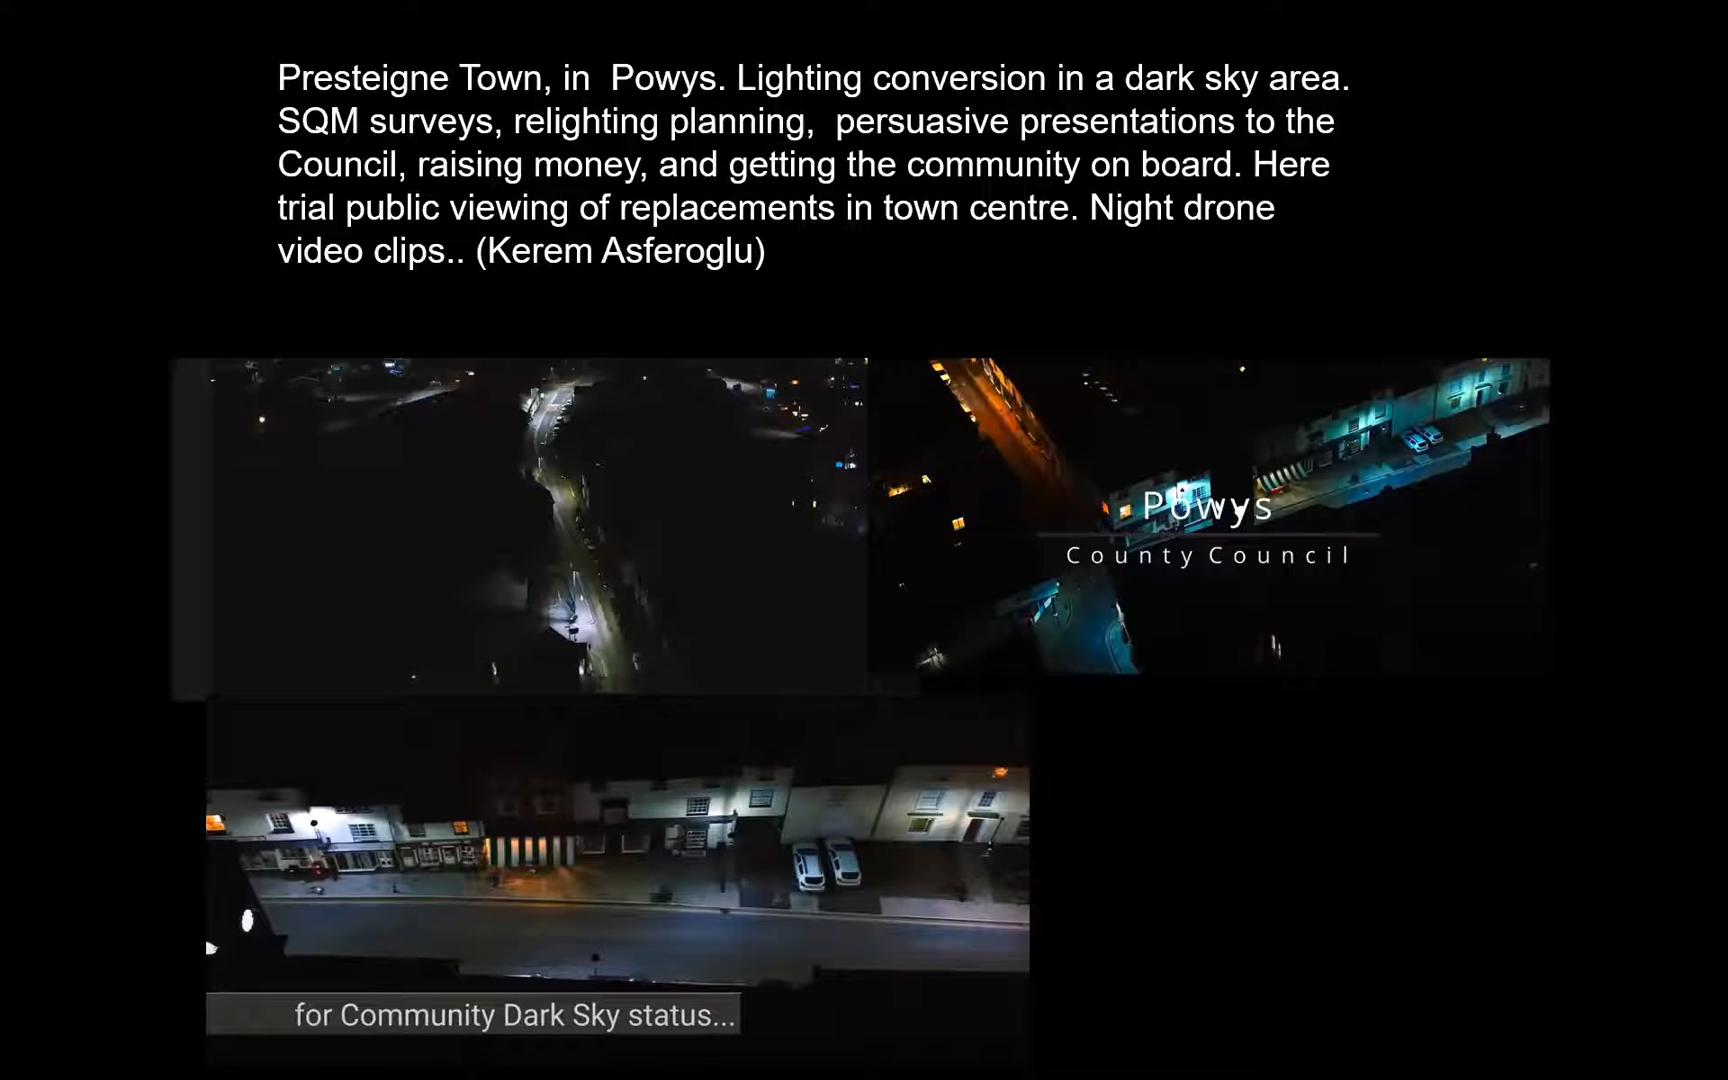 Presteigne Town, in  Powys. Lighting conversion in a dark sky area.
SQM surveys, relighting planning,  persuasive presentations to the
Council, raising money, and getting the community on board. Here
trial public viewing of replacements in town centre. Night drone
video clips.. (Kerem Asferoglu)
Powys
County Council
for Community Dark Sky status...